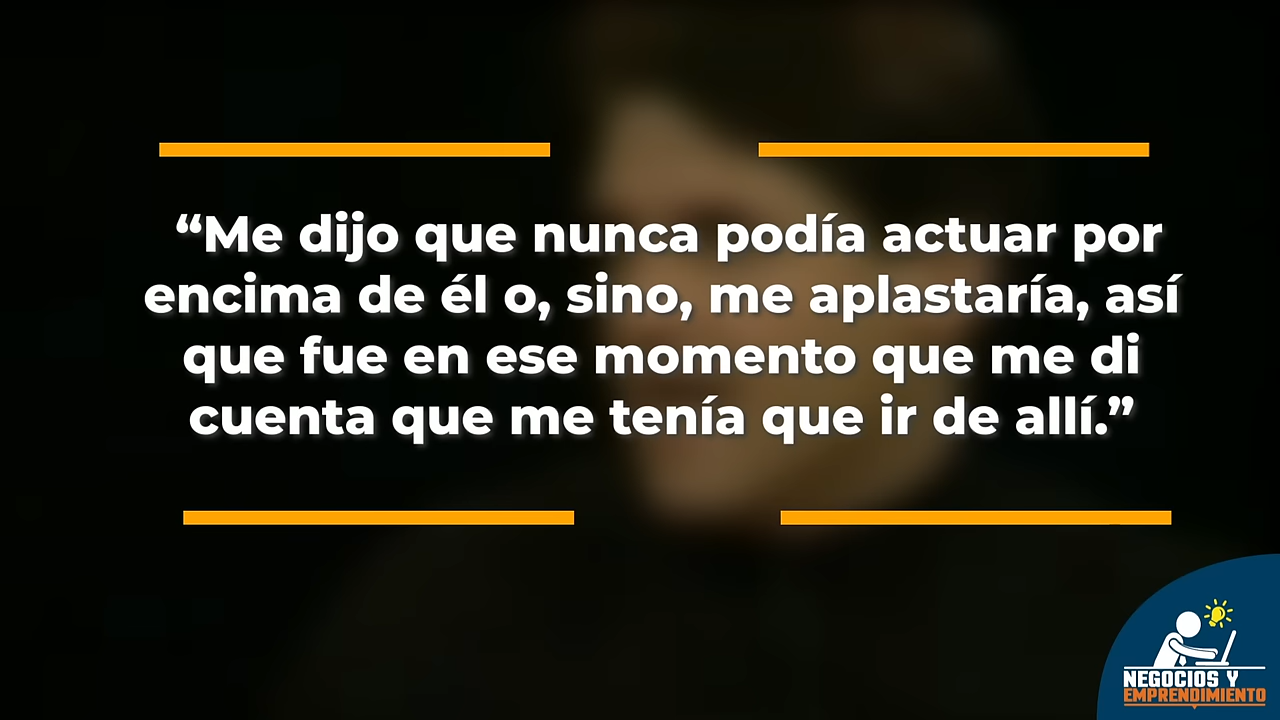 “Me dijo que nunca podía actuar por
encima de él o, sino, me aplastaría, así
que fue en ese momento que me di
cuenta que me tenía que ir de allí.”
NEGOCIOS Y
EMPRENDIMIENTO